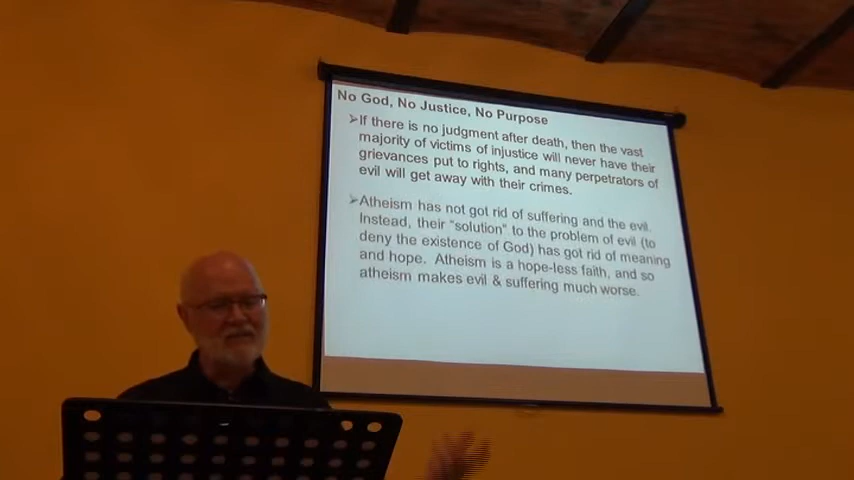 No God, No Justice, No Purpose
➢If there is no judgment after death, then the vast
majority of victims of injustice will never have their
grievances put to rights, and many perpetrators of
evil will get away with their crimes.
➢Atheism has not got rid of suffering and the evil.
Instead, their "solution" to the problem of evil (to
deny the existence of God) has got rid of meaning
and hope. Atheism is a hope-less faith, and so
atheism makes evil & suffering much worse.